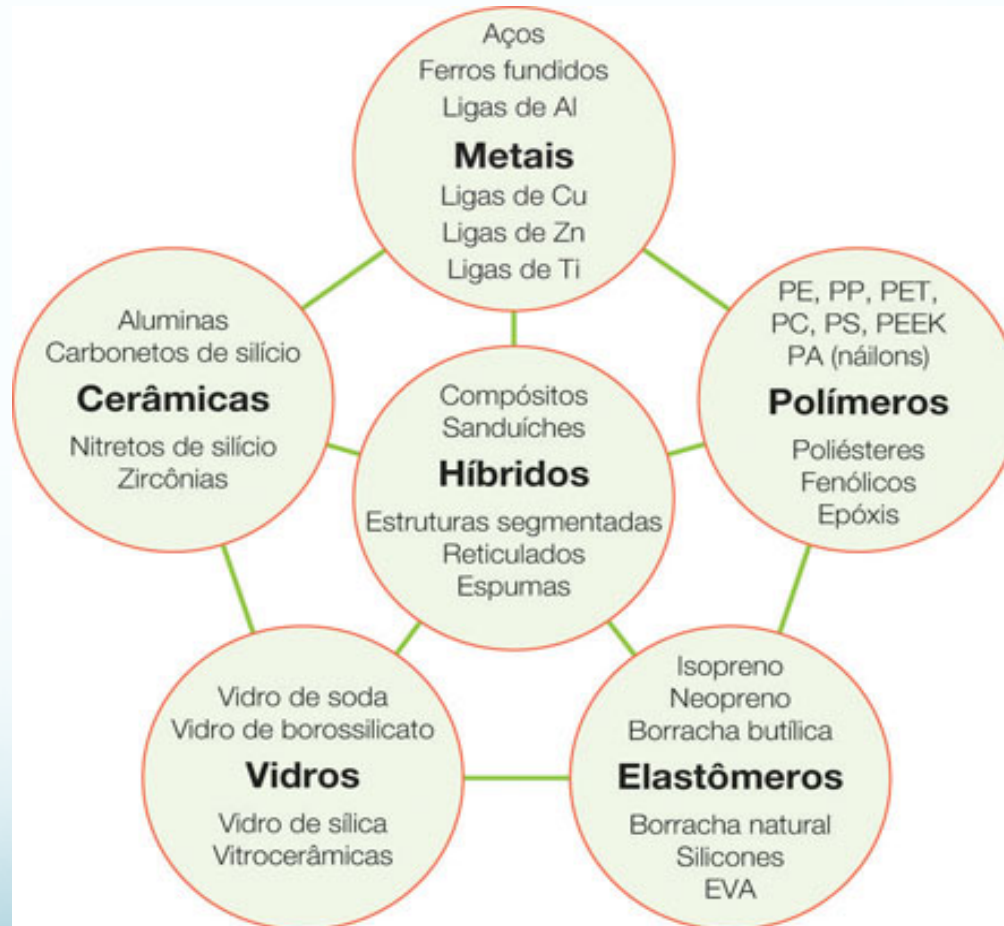 Aços
Ferros fundidos
Ligas de Al
Metais
Ligas de Cu
Ligas de Zn
Ligas de Ti
Aluminas
Carbonetos de silício
Cerâmicas
Nitretos de silício
Zircônias
Compósitos
Sanduíches
Híbridos
Estruturas segmentadas
Reticulados
Espumas
PE, PP, PET,
PC, PS, PEEK
PA (náilons)
Polímeros
Poliésteres
Fenólicos
Epóxis
Vidro de soda
Vidro de borossilicato
Vidros
Vidro de sílica
Vitrocerâmicas
Isopreno
Neopreno
Borracha butílica
Elastômeros
Borracha natural
Silicones
EVA